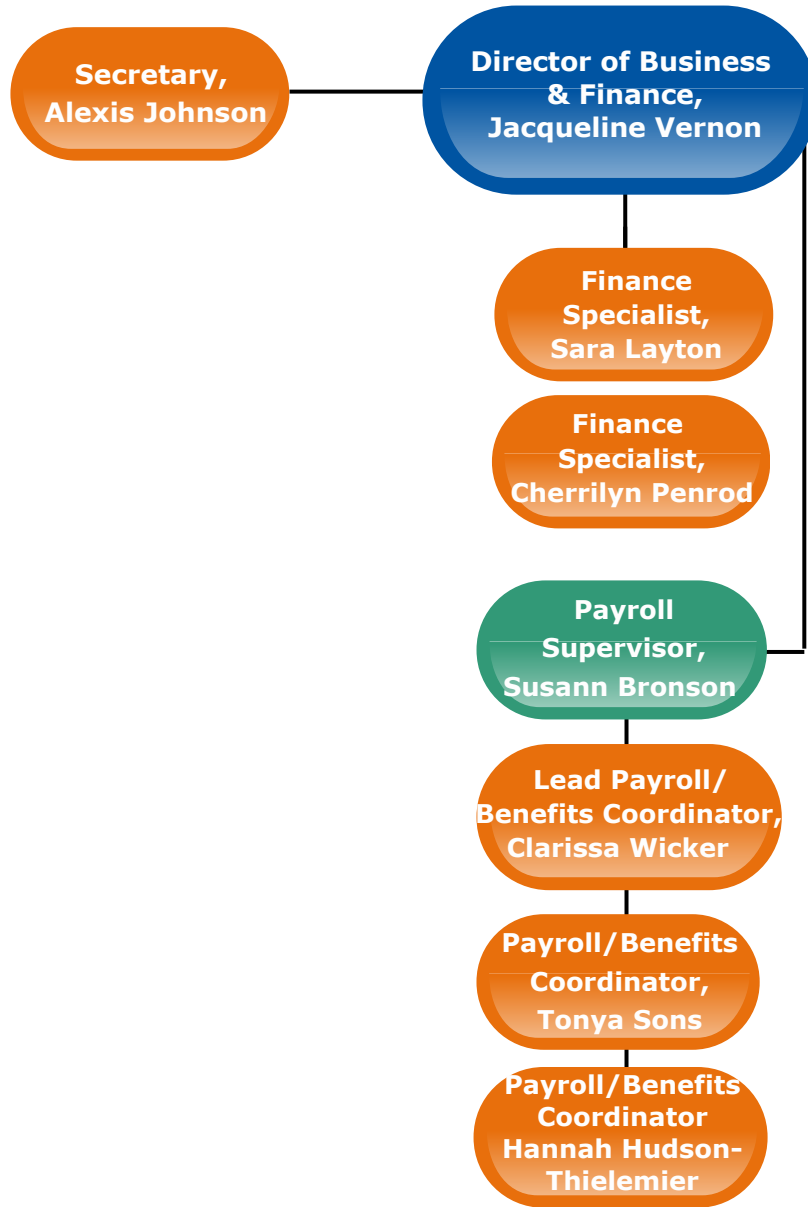 Secretary,
Alexis Johnson
Director of Business
& Finance,
Jacqueline Vernon
Finance
Specialist,
Sara Layton
Finance
Specialist,
Cherrilyn Penrod
Payroll
Supervisor,
Susann Bronson
Lead Payroll/
Benefits Coordinator,
Clarissa Wicker
Payroll/Benefits
Coordinator,
Tonya Sons
Payroll/Benefits
Coordinator
Hannah Hudson-
Thielemier